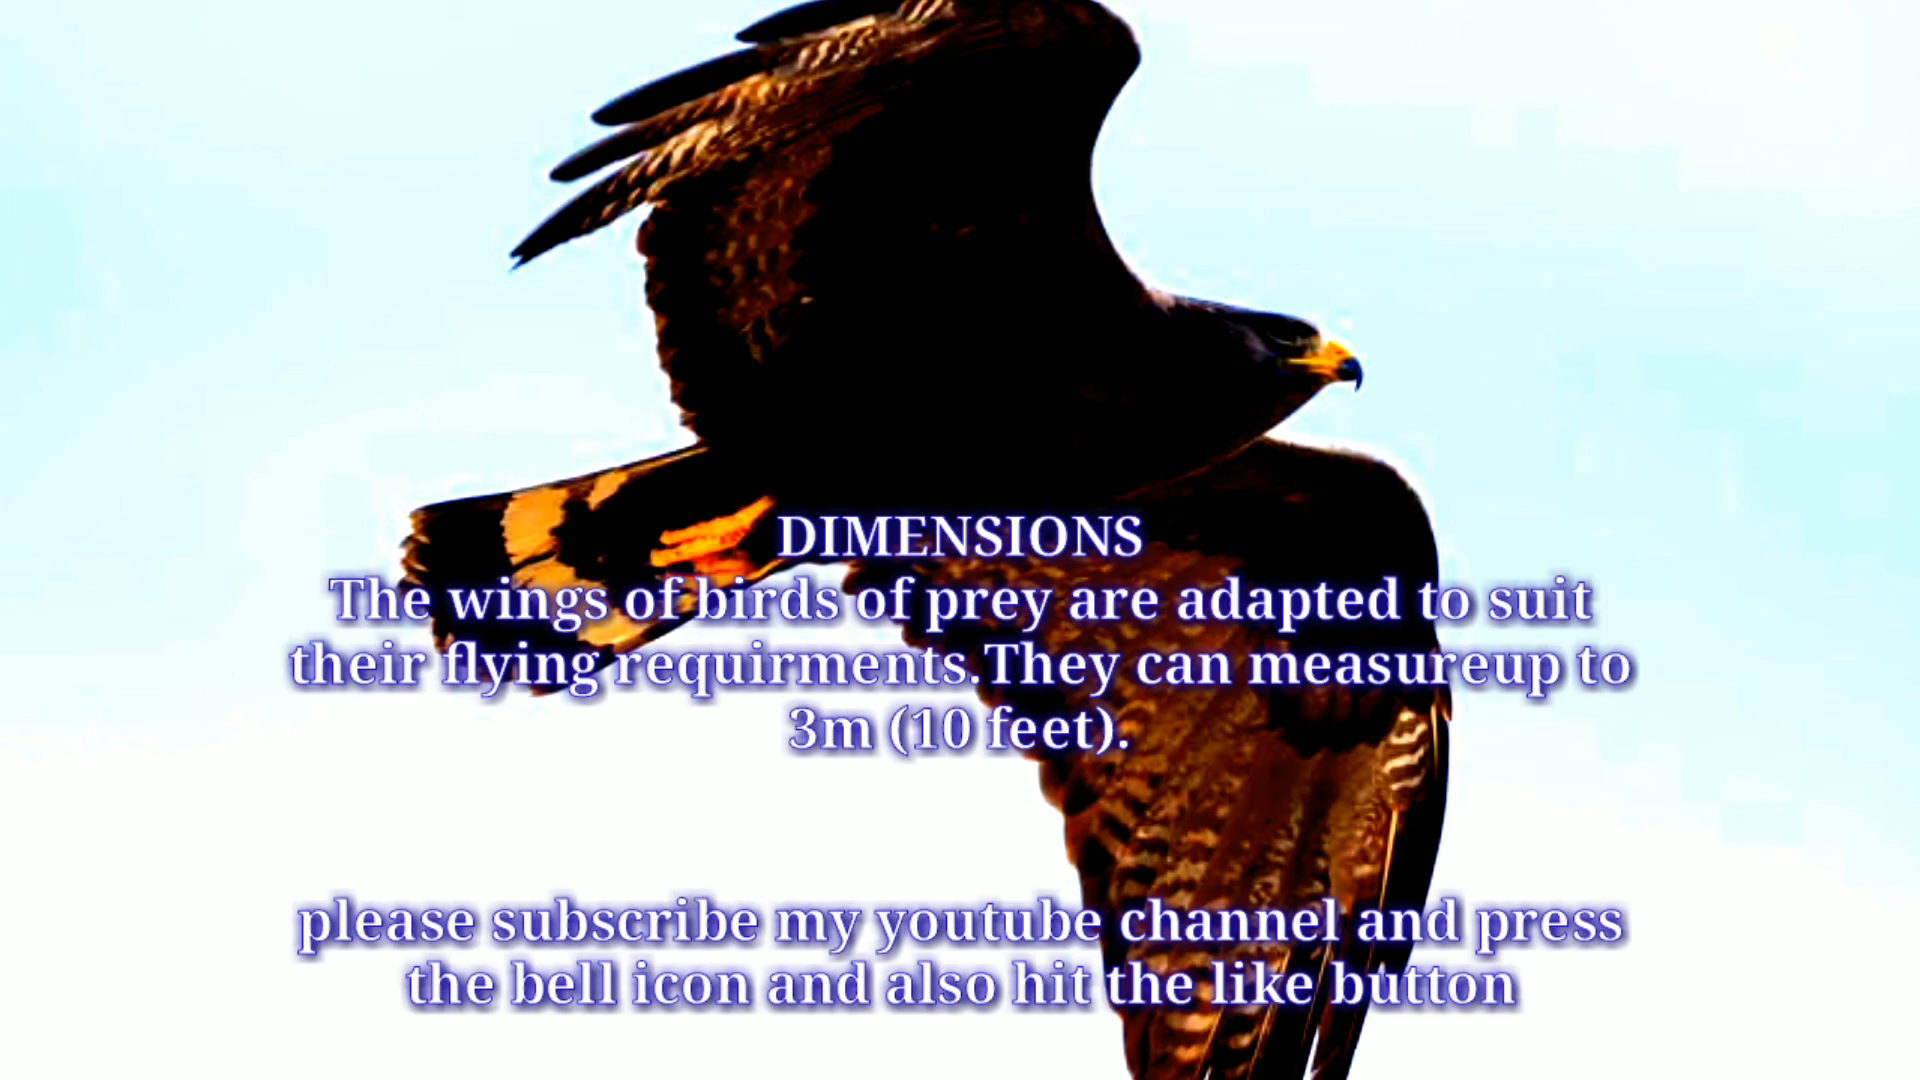 DIMENSIONS
The wings of birds of prey are adapted to suit
their flying requirments.They can measureup to
3m (10 feet).
please subscribe my youtube channel and press
the bell icon and also hit the like button